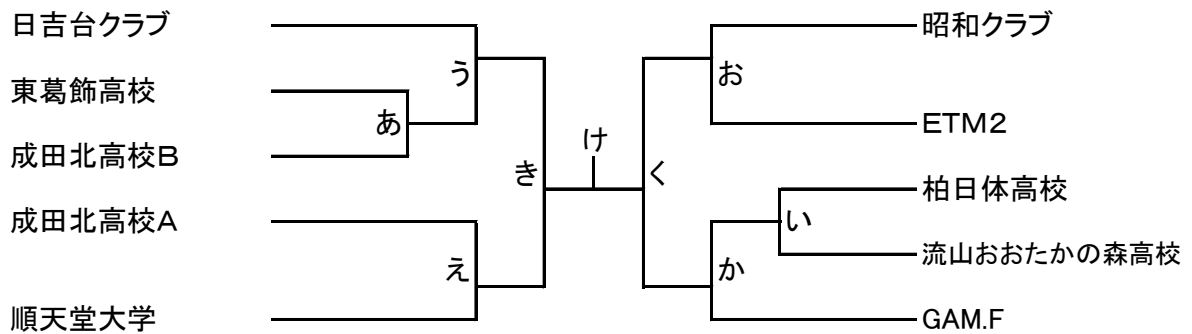 日吉台クラブ
東葛飾高校
成田北高校B
成田北高校A
順天堂大学
う
あ
え
き
け
く
お
い
か
昭和クラブ
ETM2
柏日体高校
流山おおたかの森高校
GAM.F